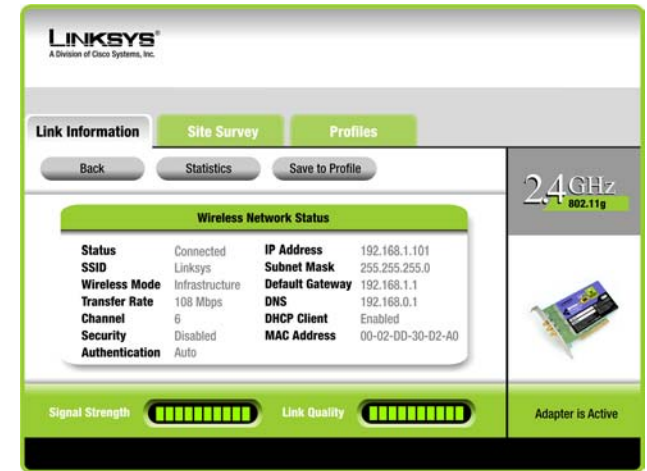 LINKSYS®
A Division of Cisco Systems, Inc.
Link Information Site Survey Profiles
Back Statistics Save to Profile
2.4GHz
802.11g
Wireless Network Status
Status Connected IP Address 192.168.1.101
SSID Linksys Subnet Mask 255.255.255.0
Wireless Mode Infrastructure Default Gateway 192.168.1.1
Transfer Rate 108 Mbps DNS 192.168.0.1
Channel 6 DHCP Client Enabled
Security Disabled MAC Address 00-02-DD-30-D2-A0
Authentication Auto
Signal Strength Link Quality Adapter is Active